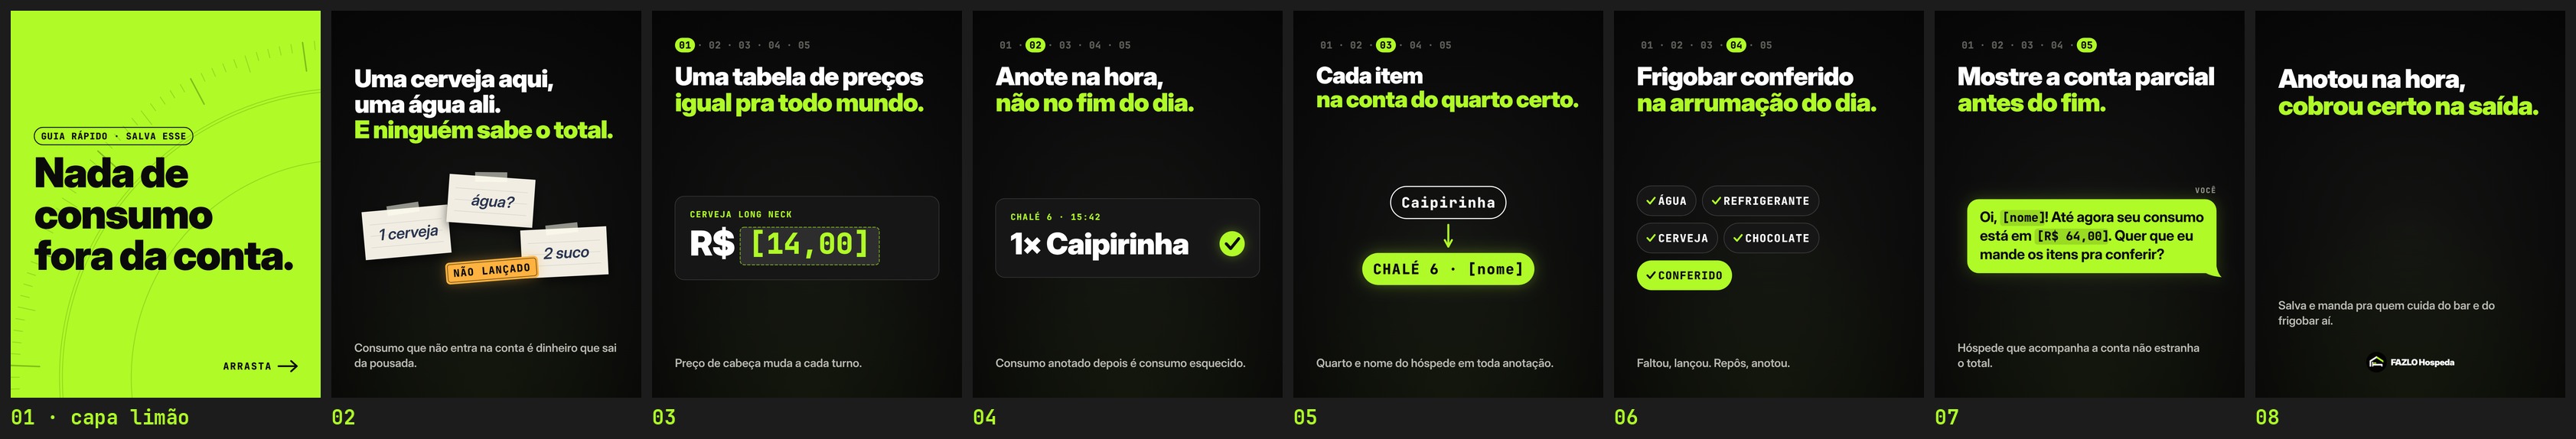 GUIA RÁPIDO · SALVA ESSE
Nada de
consumo
fora da conta.
ARRASTA
01 · capa limão
Uma cerveja aqui,
uma água ali.
E ninguém sabe o total.
água?
1 cerveja
2 suco
NÃO LANÇADO
Consumo que não entra na conta é dinheiro que sai
da pousada.
02
01 · 02 · 03 · 04 · 05
Uma tabela de preços
igual pra todo mundo.
CERVEJA LONG NECK
R$ [14,00]
Preço de cabeça muda a cada turno.
03
01 · 02 · 03 · 04 · 05
Anote na hora,
não no fim do dia.
CHALÉ 6 · 15:42
1× Caipirinha
Consumo anotado depois é consumo esquecido.
04
01 · 02 · 03 · 04 · 05
Cada item
na conta do quarto certo.
Caipirinha
CHALÉ 6 · [nome]
Quarto e nome do hóspede em toda anotação.
05
01 · 02 · 03 · 04 · 05
Frigobar conferido
na arrumação do dia.
ÁGUA
REFRIGERANTE
CERVEJA
CHOCOLATE
CONFERIDO
Faltou, lançou. Repôs, anotou.
06
01 · 02 · 03 · 04 · 05
Mostre a conta parcial
antes do fim.
VOCÊ
Oi, [nome]! Até agora seu consumo
está em [R$ 64,00]. Quer que eu
mande os itens pra conferir?
Hóspede que acompanha a conta não estranha
o total.
07
Anotou na hora,
cobrou certo na saída.
Salva e manda pra quem cuida do bar e do
frigobar aí.
FAZLO Hospeda
08